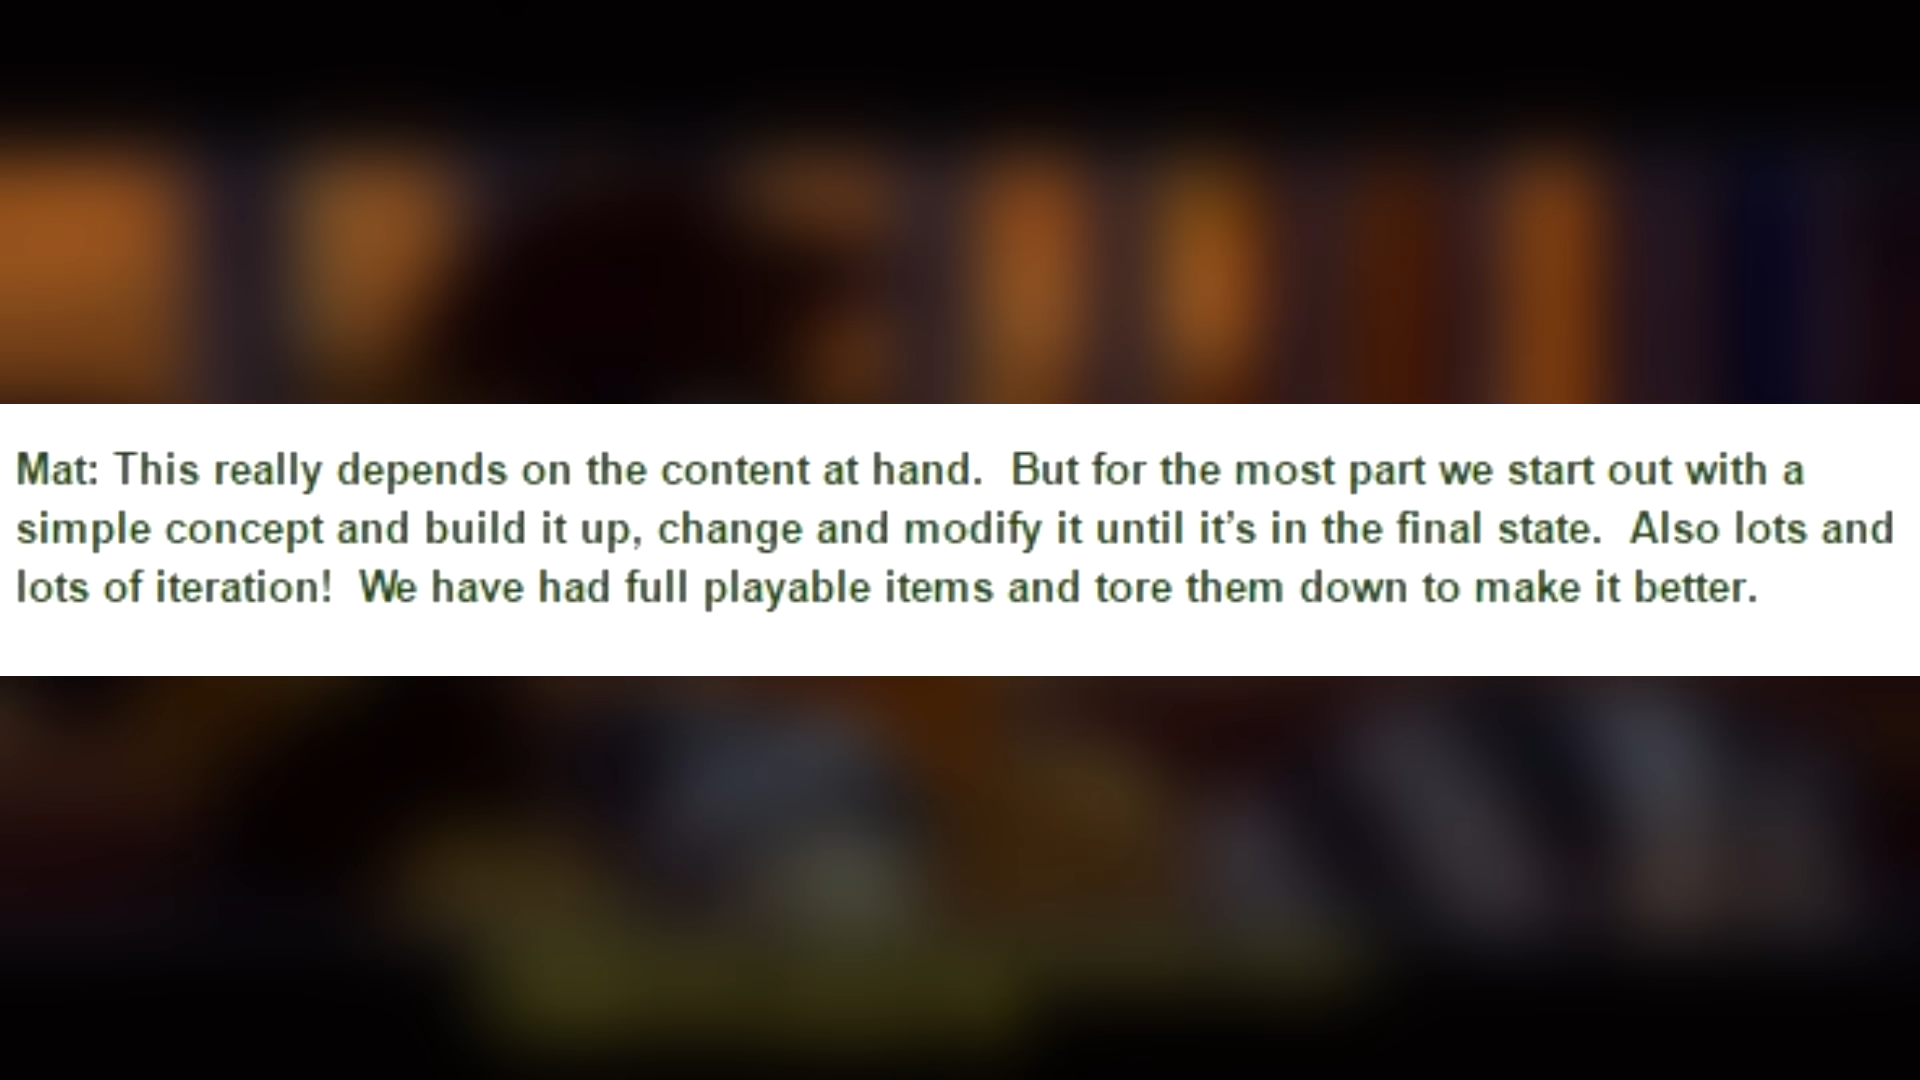 Mat: This really depends on the content at hand.  But for the most part we start out with a
simple concept and build it up, change and modify it until it’s in the final state.  Also lots and
lots of iteration!  We have had full playable items and tore them down to make it better.